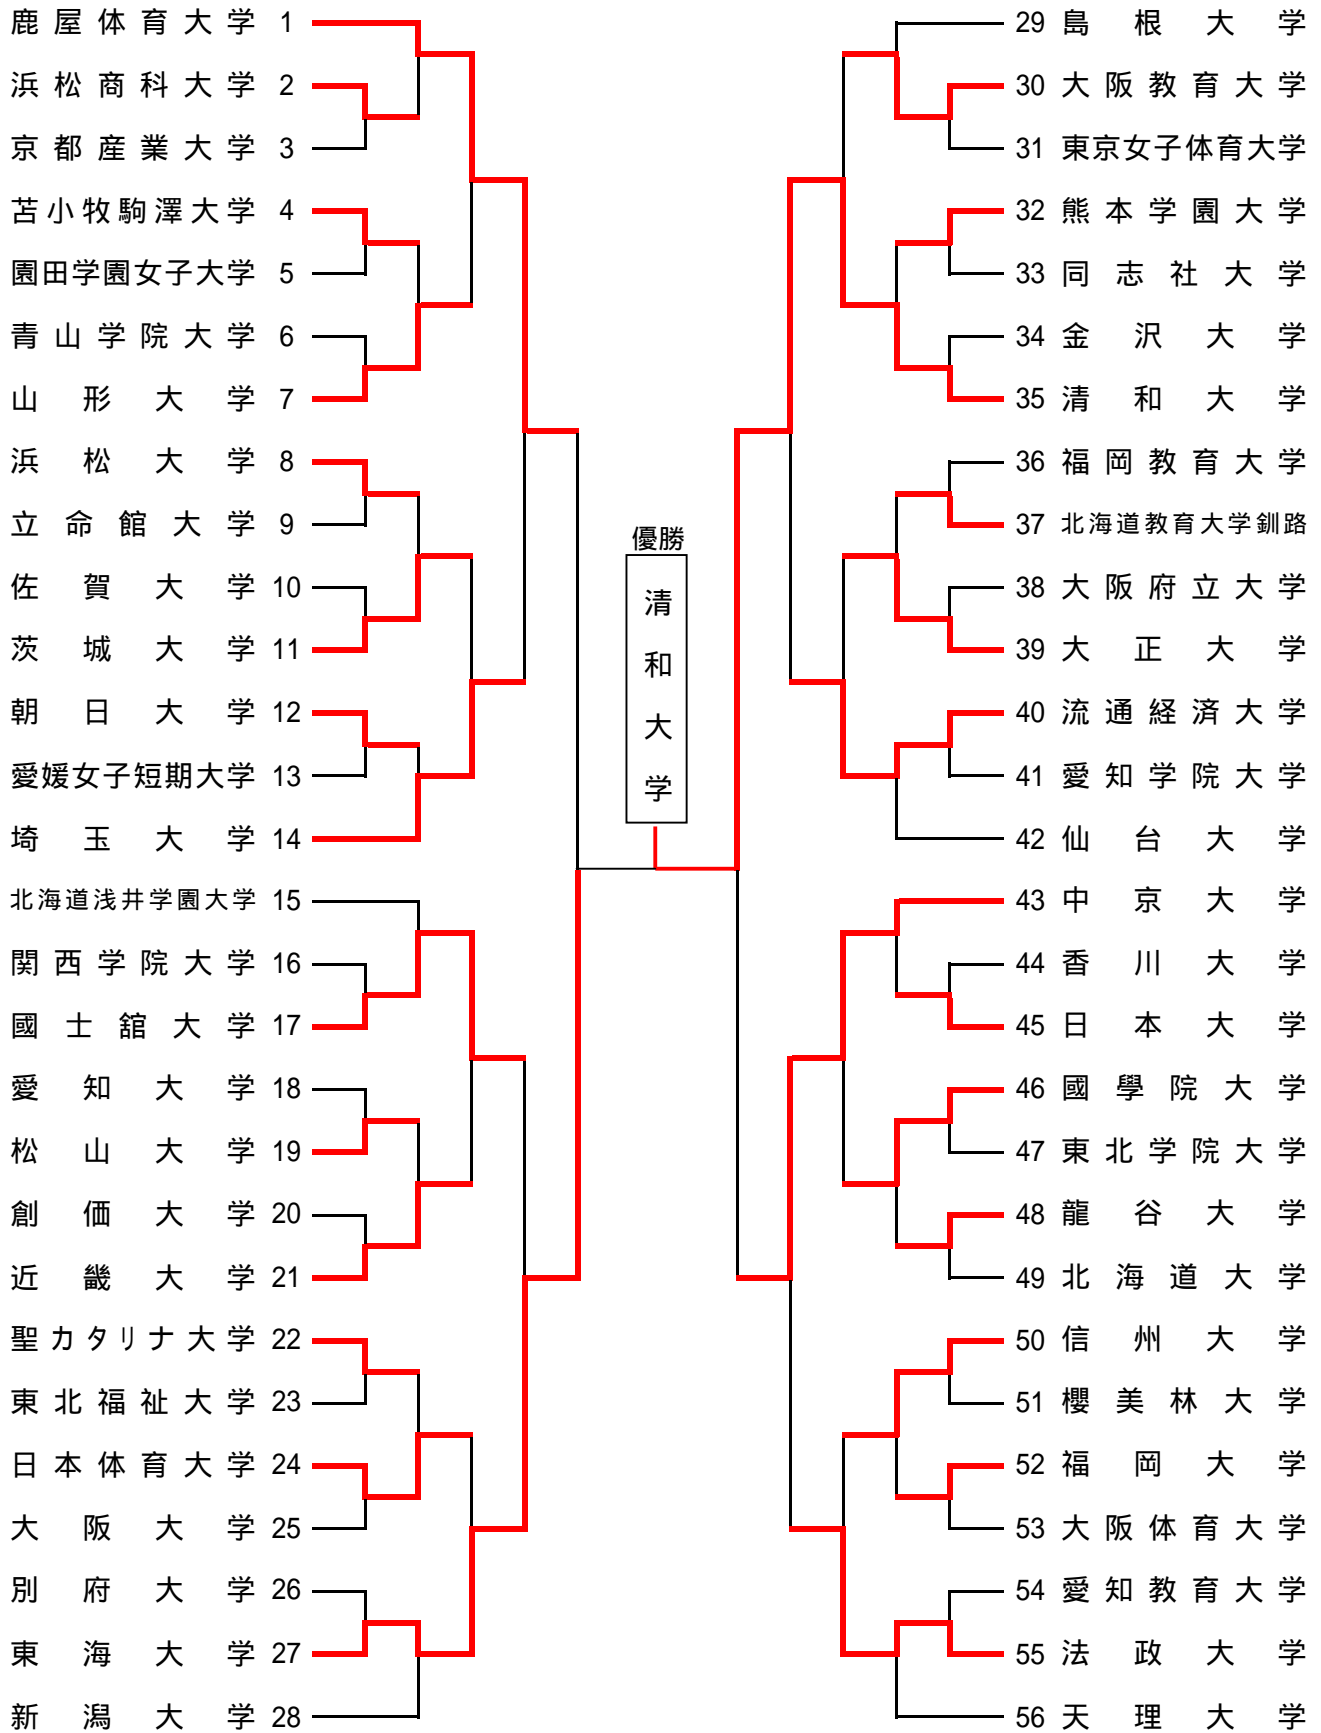 鹿屋体育大学 1
浜松商科大学 2
京都産業大学 3
苫小牧駒澤大学 4
園田学園女子大学 5
青山学院大学 6
山形大学 7
浜松大学 8
立命館大学 9
佐賀大学 10
茨城大学 11
朝日大学 12
愛媛女子短期大学 13
埼玉大学 14
北海道浅井学園大学 15
関西学院大学 16
國士舘大学 17
愛知大学 18
松山大学 19
創価大学 20
近畿大学 21
聖カタリナ大学 22
東北福祉大学 23
日本体育大学 24
大阪大学 25
別府大学 26
東海大学 27
新潟大学 28
優勝
清和大学
29 島根大学
30 大阪教育大学
31 東京女子体育大学
32 熊本学園大学
33 同志社大学
34 金沢大学
35 清和大学
36 福岡教育大学
37 北海道教育大学釧路
38 大阪府立大学
39 大正大学
40 流通経済大学
41 愛知学院大学
42 仙台大学
43 中京大学
44 香川大学
45 日本大学
46 國學院大学
47 東北学院大学
48 龍谷大学
49 北海道大学
50 信州大学
51 櫻美林大学
52 福岡大学
53 大阪体育大学
54 愛知教育大学
55 法政大学
56 天理大学